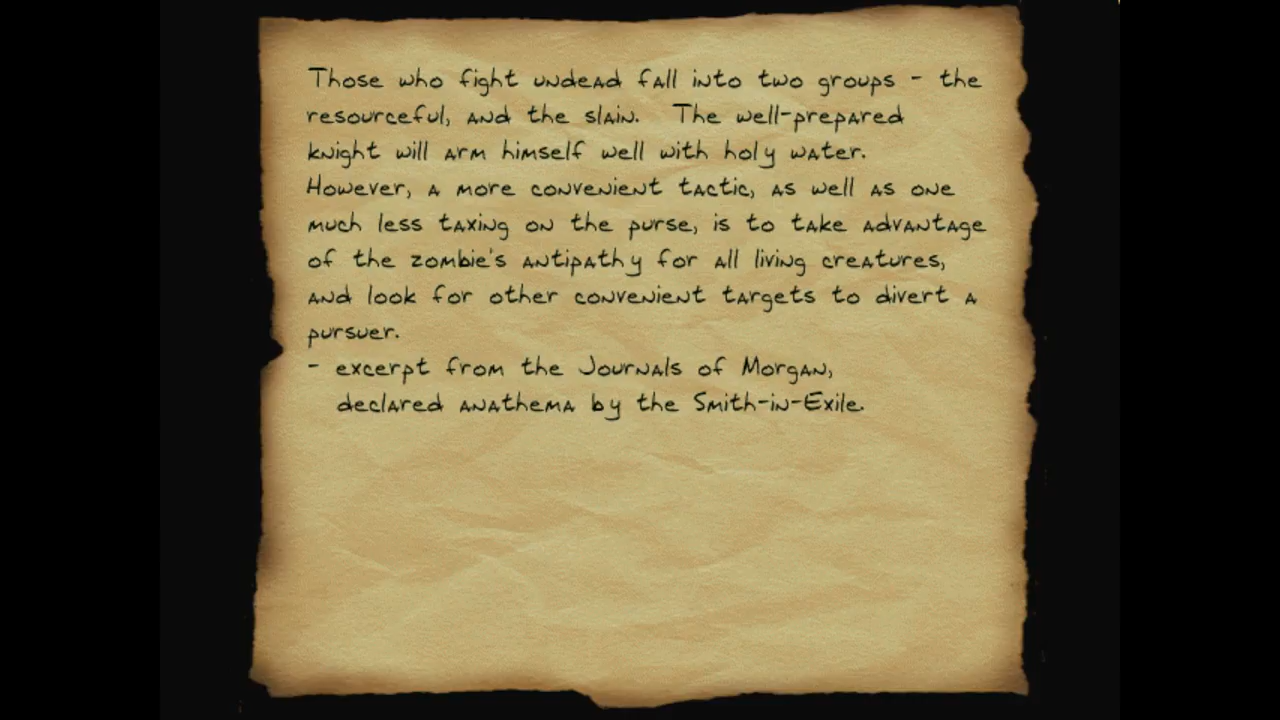 Those who fight undead fall into two groups - the
resourceful, and the slain.  The well-prepared
knight will arm himself well with holy water.
However, a more convenient tactic, as well as one
much less taxing on the purse, is to take advantage
of the zombie's antipathy for all living creatures,
and look for other convenient targets to divert a
pursuer.
- excerpt from the Journals of Morgan,
declared anathema by the Smith-in-Exile.